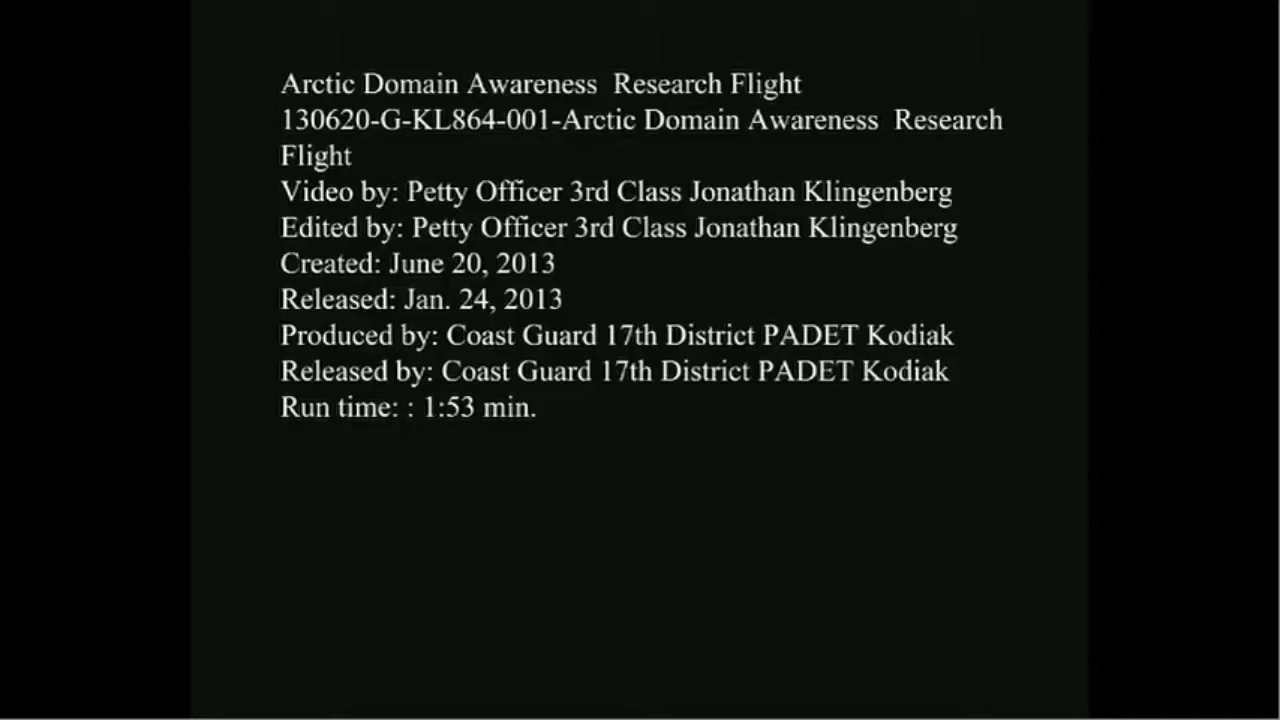 Arctic Domain Awareness  Research Flight
130620-G-KL864-001-Arctic Domain Awareness  Research
Flight
Video by: Petty Officer 3rd Class Jonathan Klingenberg
Edited by: Petty Officer 3rd Class Jonathan Klingenberg
Created: June 20, 2013
Released: Jan. 24, 2013
Produced by: Coast Guard 17th District PADET Kodiak
Released by: Coast Guard 17th District PADET Kodiak
Run time: : 1:53 min.